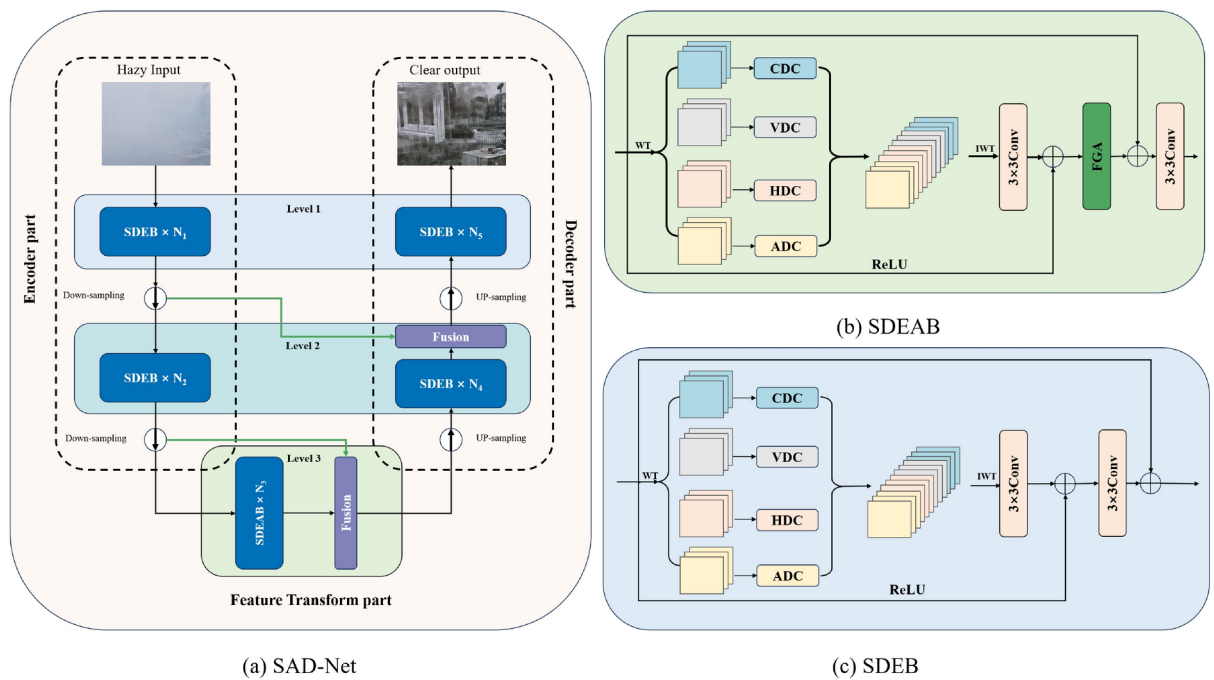 Hazy Input
Clear output
Level 1
SDEB × N1
SDEB × N5
Encoder part
Decoder part
Down-sampling
UP-sampling
Level 2
Fusion
SDEB × N2
SDEB × N4
Down-sampling
UP-sampling
Level 3
SDEAB × N3
Fusion
Feature Transform part
(a) SAD-Net
WT
CDC
VDC
HDC
ADC
IWT
3×3Conv
FGA
3×3Conv
ReLU
(b) SDEAB
WT
CDC
VDC
HDC
ADC
IWT
3×3Conv
3×3Conv
ReLU
(c) SDEB